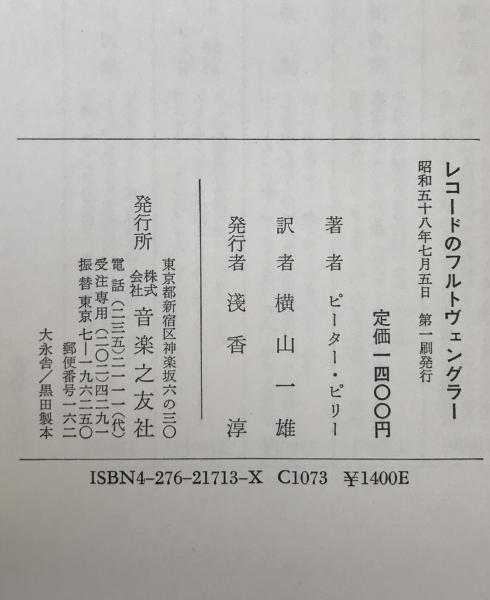 レコードのフルトヴェングラー
昭和五十八年七月五日　第一刷発行
定価一四〇〇円
著者　ピーター・ピリー
訳者　横山一雄
発行者　淺香　淳
東京都新宿区神楽坂六の三〇
発行所　株式会社　音楽之友社
電話（二三五）二一一一（代）
受注専用（二〇二）四二九一
振替東京七―一九六二五〇
郵便番号一六二
大永舎／黒田製本
ISBN4-276-21713-X C1073 ¥1400E